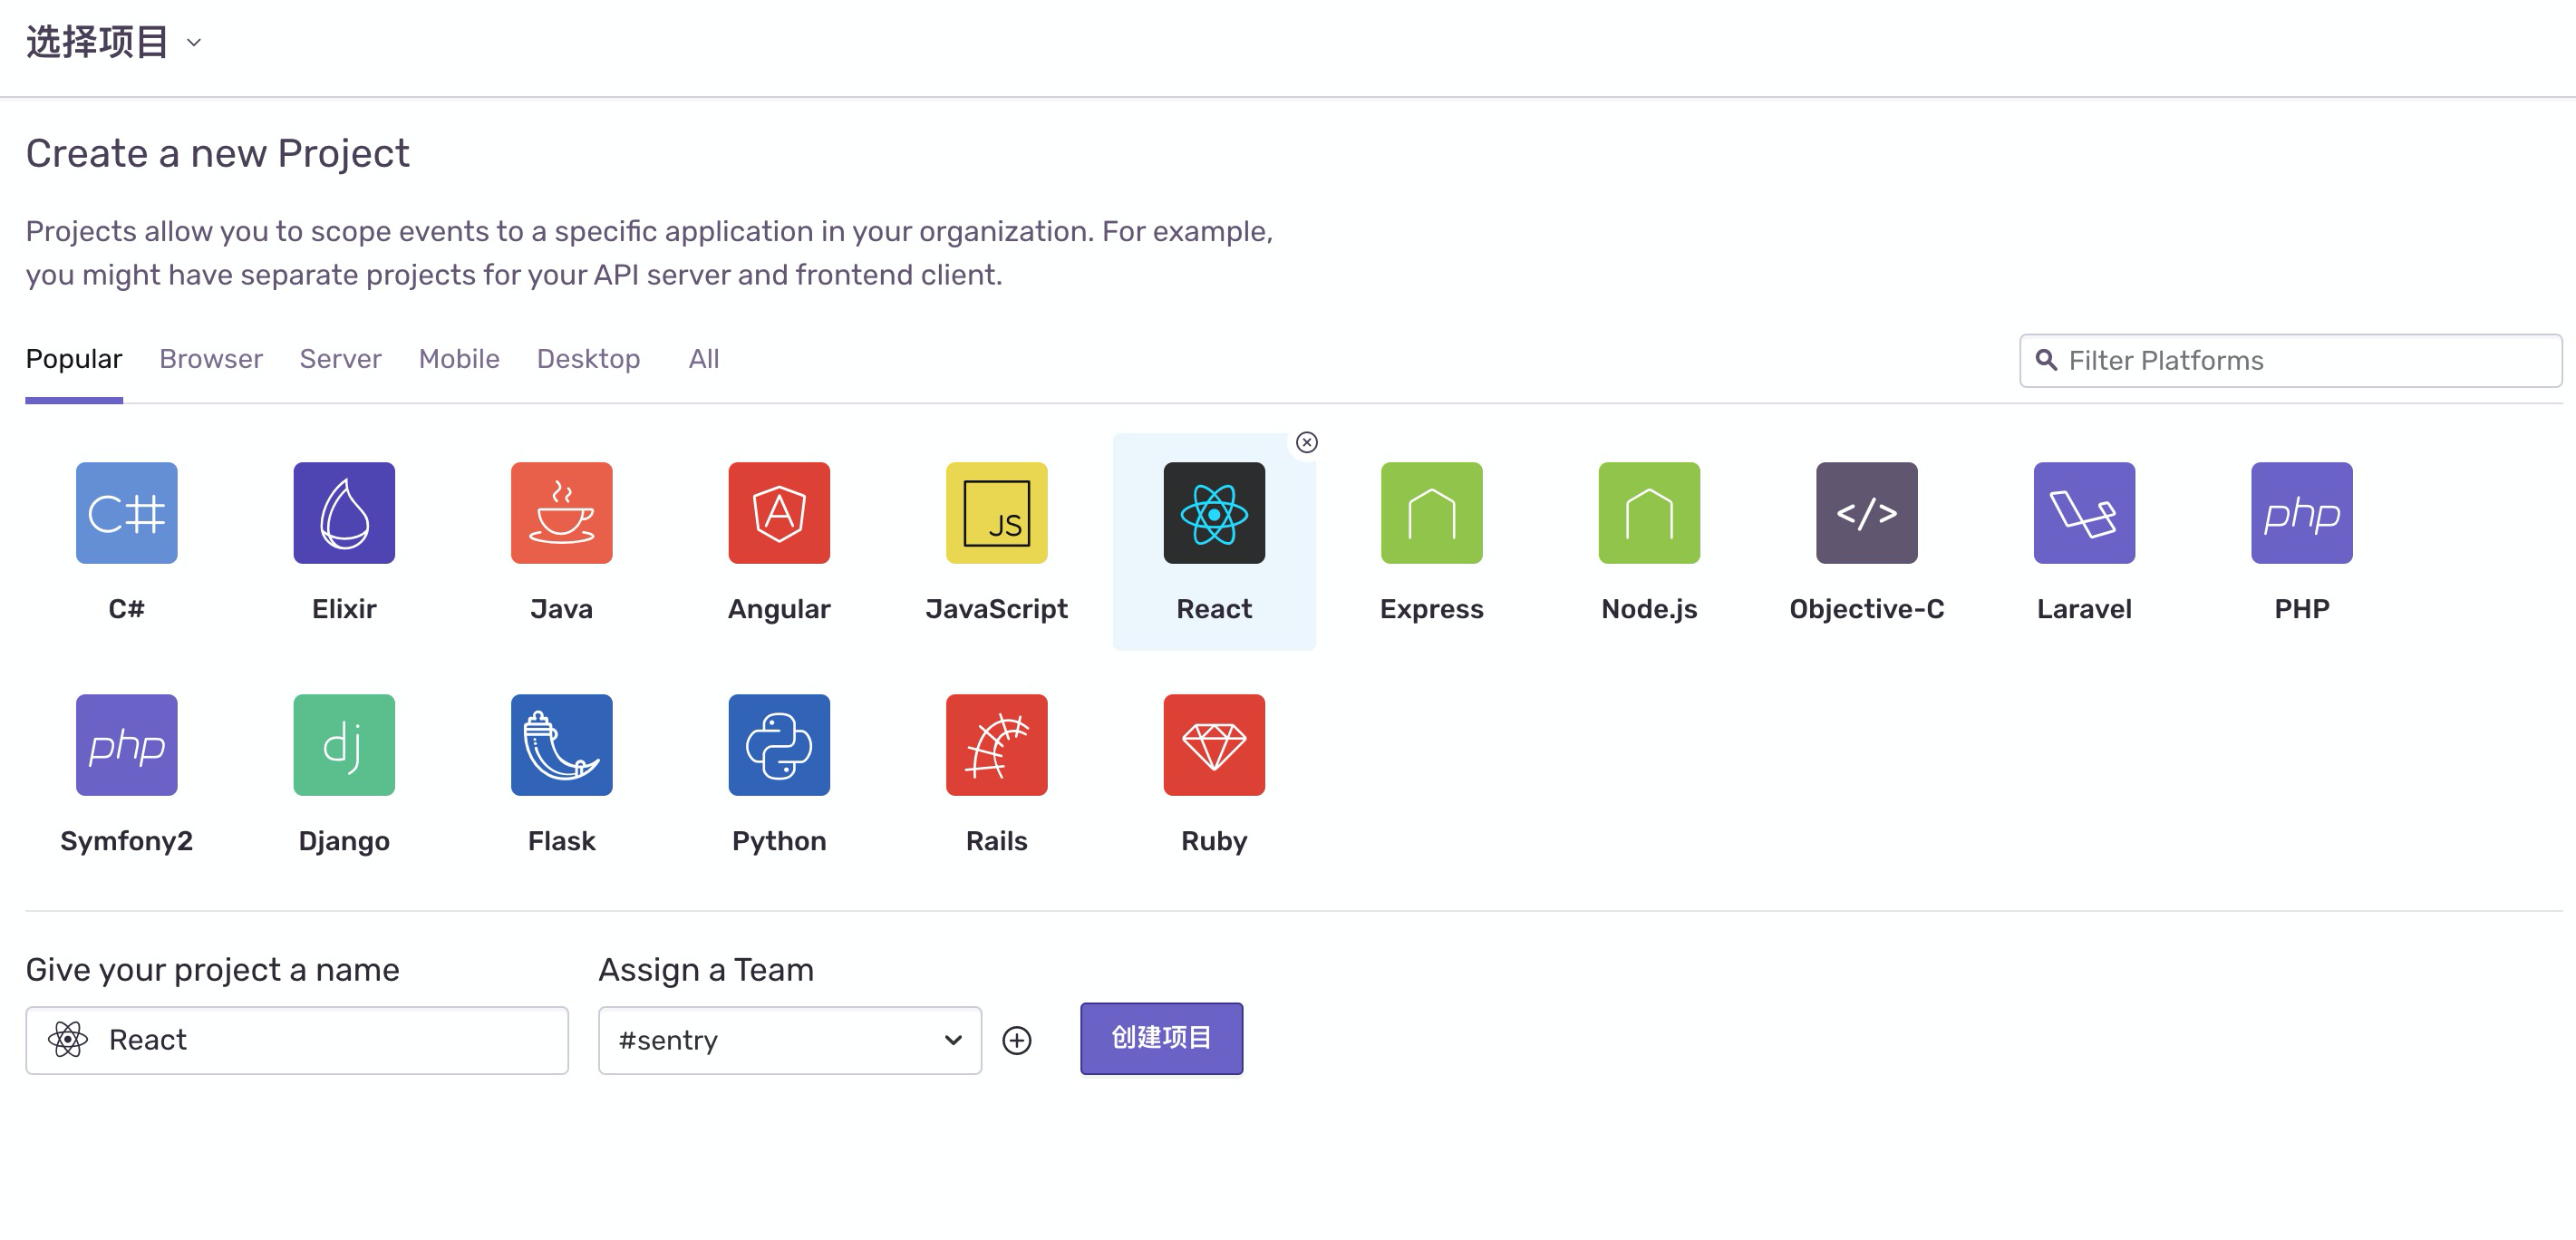 选择项目
Create a new Project
Projects allow you to scope events to a specific application in your organization. For example,
you might have separate projects for your API server and frontend client.
Popular Browser Server Mobile Desktop All Filter Platforms
C# JS </> php
C# Elixir Java Angular JavaScript React Express Node.js Objective-C Laravel PHP
php dj
Symfony2 Django Flask Python Rails Ruby
Give your project a name Assign a Team
React #sentry 创建项目